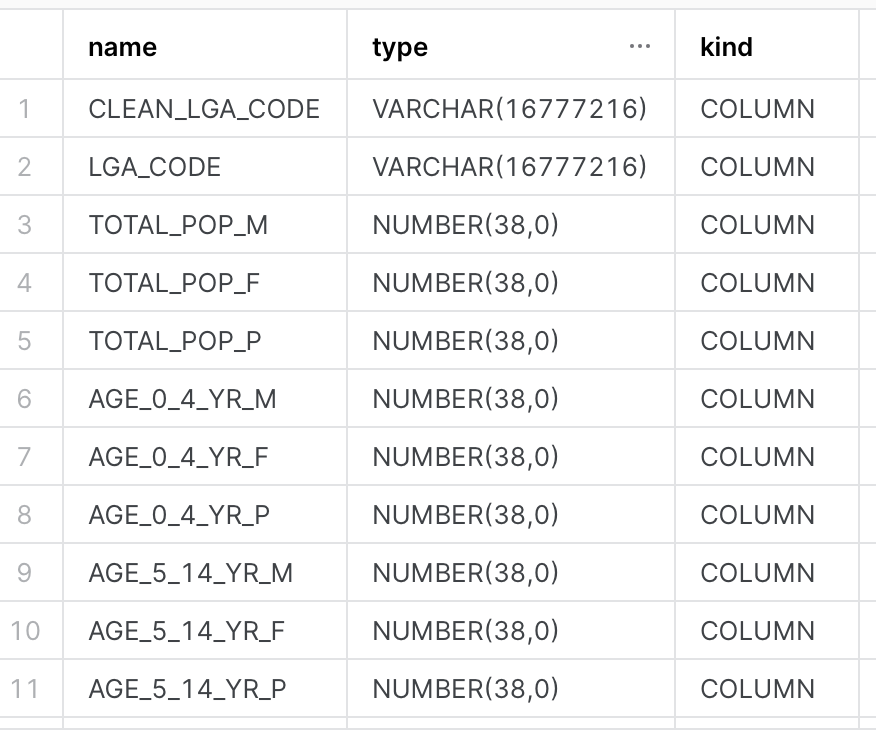 name type ... kind
1 CLEAN_LGA_CODE VARCHAR(16777216) COLUMN
2 LGA_CODE VARCHAR(16777216) COLUMN
3 TOTAL_POP_M NUMBER(38,0) COLUMN
4 TOTAL_POP_F NUMBER(38,0) COLUMN
5 TOTAL_POP_P NUMBER(38,0) COLUMN
6 AGE_0_4_YR_M NUMBER(38,0) COLUMN
7 AGE_0_4_YR_F NUMBER(38,0) COLUMN
8 AGE_0_4_YR_P NUMBER(38,0) COLUMN
9 AGE_5_14_YR_M NUMBER(38,0) COLUMN
10 AGE_5_14_YR_F NUMBER(38,0) COLUMN
11 AGE_5_14_YR_P NUMBER(38,0) COLUMN